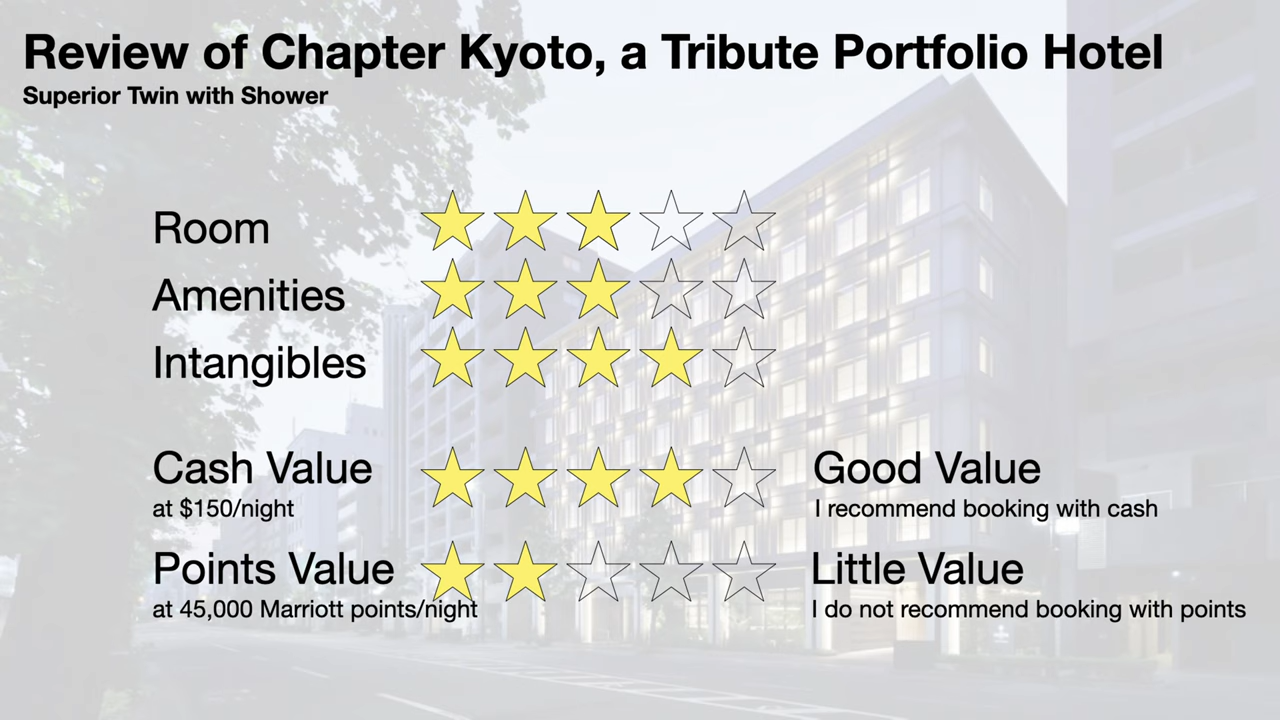 Review of Chapter Kyoto, a Tribute Portfolio Hotel
Superior Twin with Shower
Room
Amenities
Intangibles
Cash Value
Good Value
at $150/night
I recommend booking with cash
Points Value
Little Value
at 45,000 Marriott points/night
I do not recommend booking with points